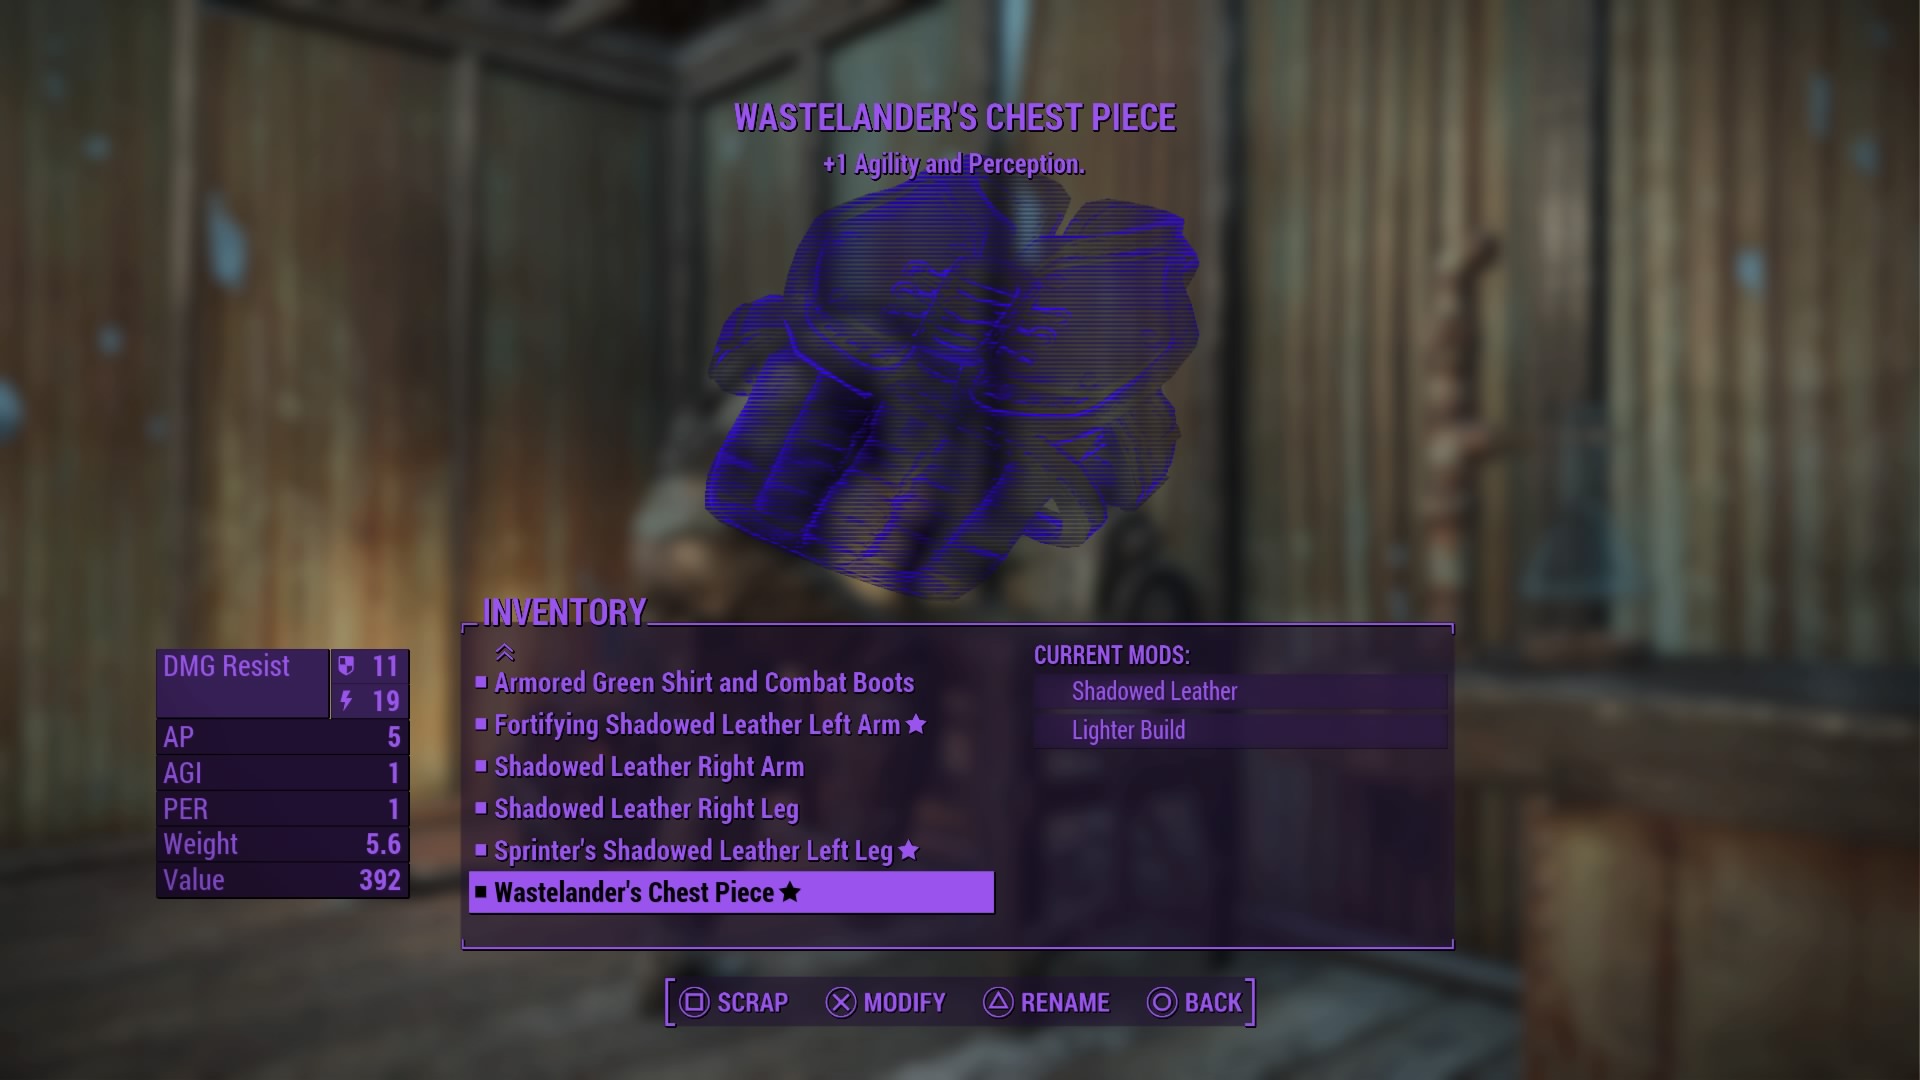 WASTELANDER'S CHEST PIECE
+1 Agility and Perception.
INVENTORY
DMG Resist 11
19
AP 5
AGI 1
PER 1
Weight 5.6
Value 392
Armored Green Shirt and Combat Boots
Fortifying Shadowed Leather Left Arm
Shadowed Leather Right Arm
Shadowed Leather Right Leg
Sprinter's Shadowed Leather Left Leg
Wastelander's Chest Piece
CURRENT MODS:
Shadowed Leather
Lighter Build
SCRAP MODIFY RENAME BACK